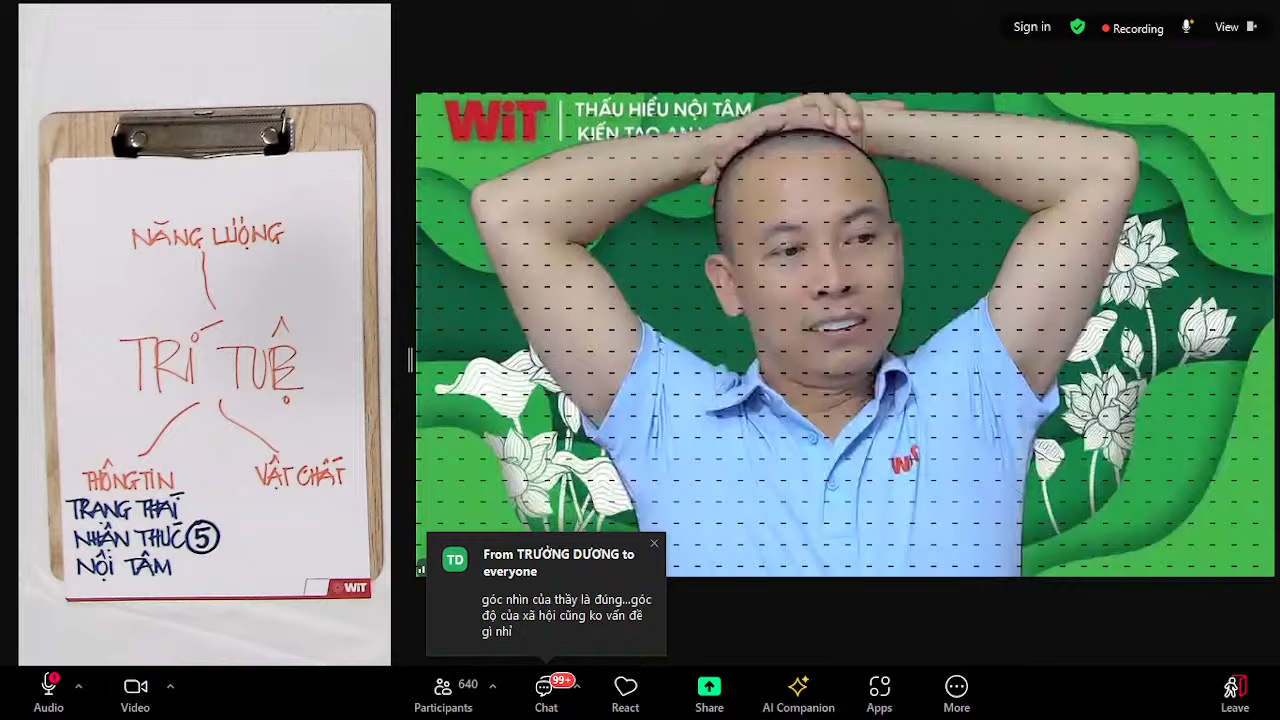 NĂNG LƯỢNG
TRÍ TUỆ
THÔNG TIN
VẬT CHẤT
TRẠNG THÁI
NHẬN THỨC 5
NỘI TÂM
WiT
Sign in
Recording
View
WiT
THẤU HIỂU NỘI TÂM
KIẾN TẠO AN
WiT
TD
From TRƯỞNG DƯƠNG to
everyone
góc nhìn của thầy là đúng...góc
độ của xã hội cũng ko vấn đề
gì nhỉ
Audio
Video
640
Participants
99+
Chat
React
Share
AI Companion
Apps
More
Leave